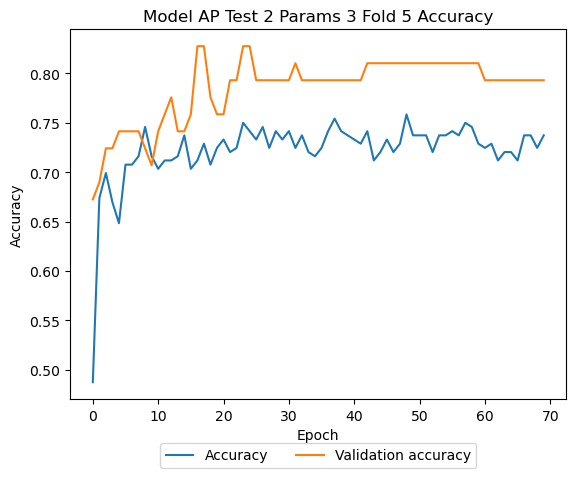 Model AP Test 2 Params 3 Fold 5 Accuracy
Accuracy
0.80
0.75
0.70
0.65
0.60
0.55
0.50
0 10 20 30 40 50 60 70
Epoch
Accuracy Validation accuracy